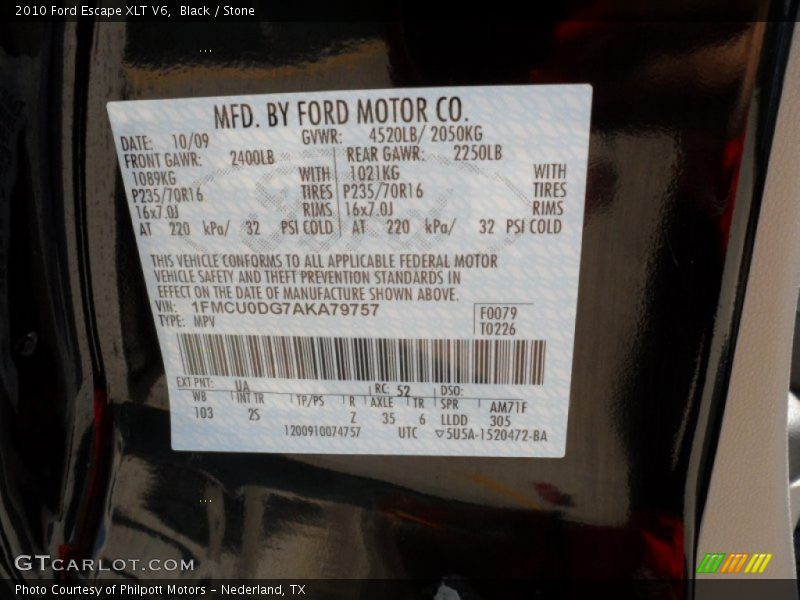 2010 Ford Escape XLT V6, Black / Stone
MFD. BY FORD MOTOR CO.
DATE: 10/09 GVWR: 4520LB/ 2050KG
FRONT GAWR: 2400LB REAR GAWR: 2250LB
1089KG WITH 1021KG WITH
P235/70R16 TIRES P235/70R16 TIRES
16x7.0J RIMS 16x7.0J RIMS
AT 220 kPa/ 32 PSI COLD AT 220 kPa/ 32 PSI COLD
THIS VEHICLE CONFORMS TO ALL APPLICABLE FEDERAL MOTOR
VEHICLE SAFETY AND THEFT PREVENTION STANDARDS IN
EFFECT ON THE DATE OF MANUFACTURE SHOWN ABOVE.
VIN: 1FMCU0DG7AKA79757 F0079
TYPE: MPV T0226
EXT PNT: UA RC: 52 DSO:
WB INT TR TP/PS R AXLE TR SPR AM71F
103 2S Z 35 6 LLDD 305
1200910074757 UTC ▽5U5A-1520472-BA
GTCARLOT.COM
Photo Courtesy of Philpott Motors – Nederland, TX